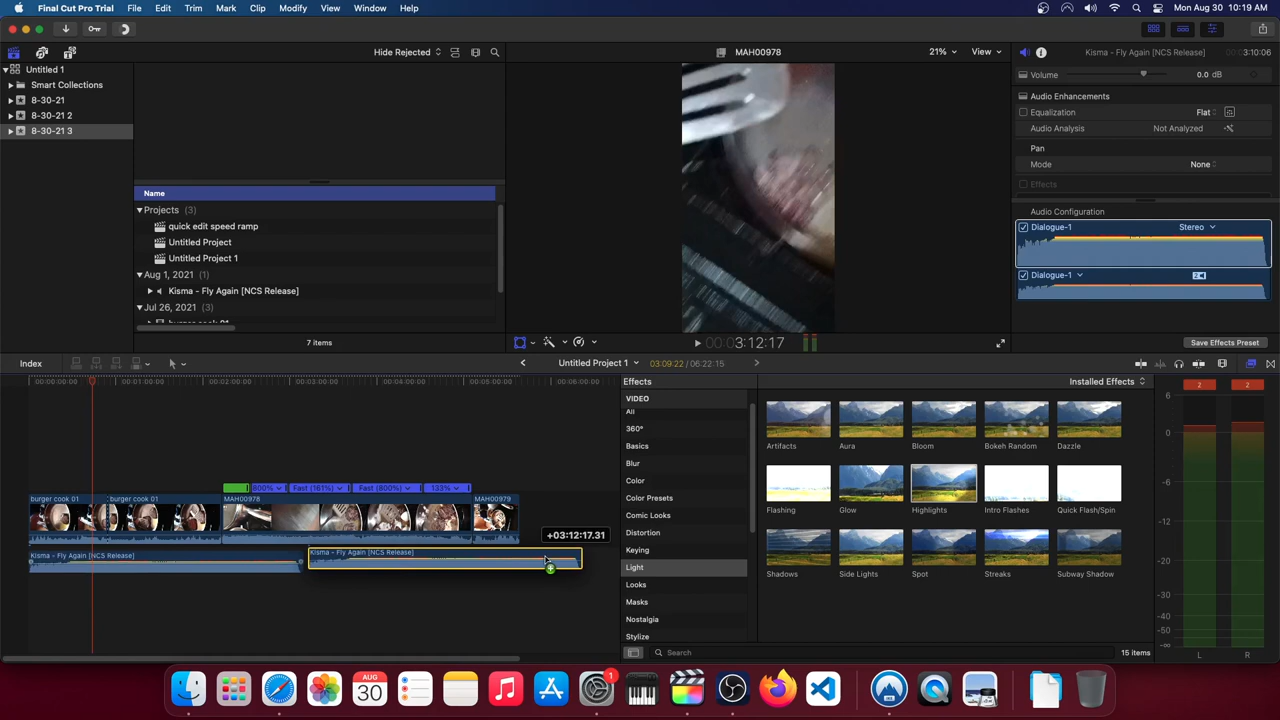 Final Cut Pro Trial File Edit Trim Mark Clip Modify View Window Help Mon Aug 30 10:19 AM
Hide Rejected MAH00978 21% View Kisma - Fly Again [NCS Release] 3:10:06
Untitled 1
Smart Collections
8-30-21
8-30-21 2
8-30-21 3
Name
Projects (3)
quick edit speed ramp
Untitled Project
Untitled Project 1
Aug 1, 2021 (1)
Kisma - Fly Again [NCS Release]
Jul 26, 2021 (3)
7 items
00:00:3:12:17
Volume 0.0 dB
Audio Enhancements
Equalization Flat
Audio Analysis Not Analyzed
Pan
Mode None
Effects
Audio Configuration
Dialogue-1 Stereo
Dialogue-1
Save Effects Preset
Index Untitled Project 1 03:09:22 / 06:22:15
00:00:00:00 00:01:00:00 00:02:00:00 00:03:00:00 00:04:00:00 00:05:00:00 00:06:00:00
800% Fast (161%) Fast (800%) 133%
burger cook 01 burger cook 01 MAH00978 MAH00979
+03:12:17.31
Kisma - Fly Again [NCS Release] Kisma - Fly Again [NCS Release]
Effects Installed Effects
VIDEO
All
360°
Basics
Blur
Color
Color Presets
Comic Looks
Distortion
Keying
Light
Looks
Masks
Nostalgia
Stylize
Artifacts Aura Bloom Bokeh Random Dazzle
Flashing Glow Highlights Intro Flashes Quick Flash/Spin
Shadows Side Lights Spot Streaks Subway Shadow
Search 15 items
2 2
6
0
-6
-12
-20
-30
-40
-50
-∞
L R
AUG
30
1